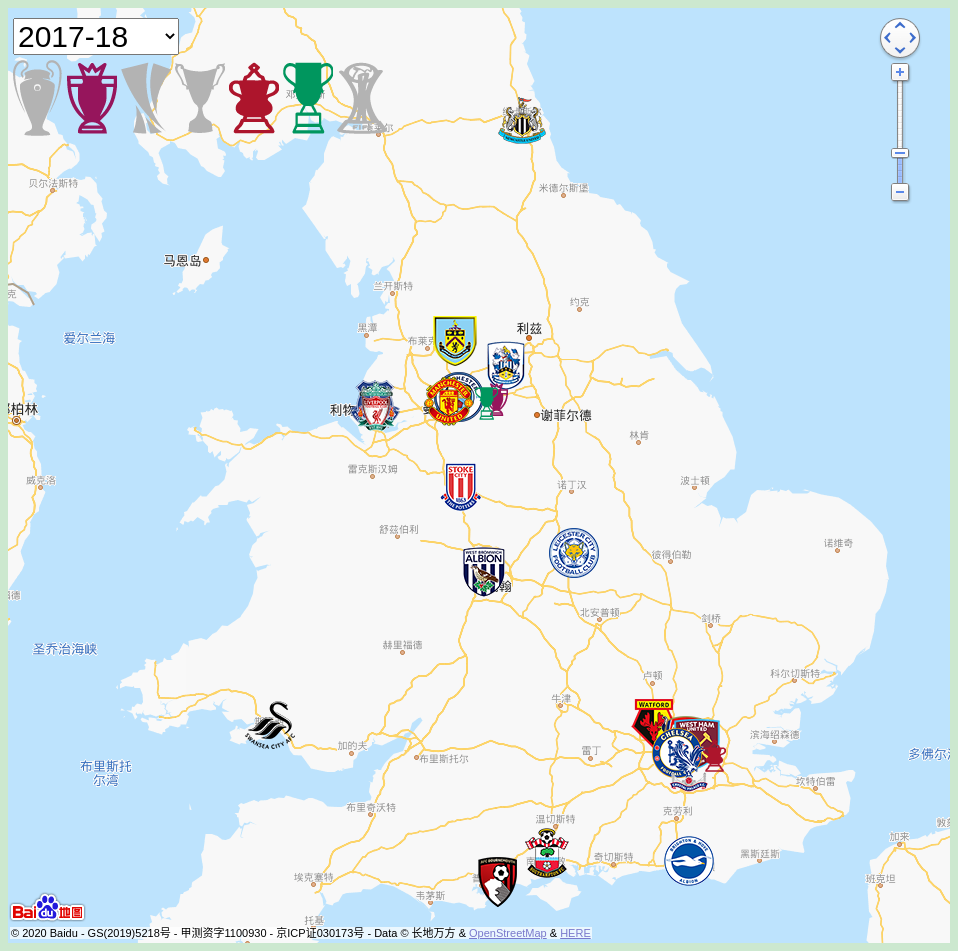 2017-18
贝尔法斯特
米德尔斯堡
马恩岛
克
兰开斯特
约克
黑潭
利兹
爱尔兰海
布莱克
柏林
利物
谢菲尔德
林肯
雷克斯汉姆
威克洛
诺丁汉
波士顿
舒兹伯利
诺维奇
彼得伯勒
翰
北安普顿
剑桥
赫里福德
圣乔治海峡
卢顿
科尔切斯特
牛津
滨海绍森德
加的夫
雷丁
布里斯托尔
多佛尔
布里斯托
尔湾
坎特伯雷
布里奇沃特
克劳利
温切斯特
加来
奇切斯特
黑斯廷斯
埃克塞特
班克坦
韦茅斯
托基
STOKE
CITY
THE POTTERS
WEST BROMWICH
ALBION
LEICESTER CITY
FOOTBALL CLUB
MANCHESTER
UNITED
LIVERPOOL
WATFORD
WEST HAM
UNITED
CHELSEA
SWANSEA CITY AFC
BRIGHTON & HOVE
ALBION
Bai du 地图
© 2020 Baidu - GS(2019)5218号 - 甲测资字1100930 - 京ICP证030173号 - Data © 长地万方 & OpenStreetMap & HERE